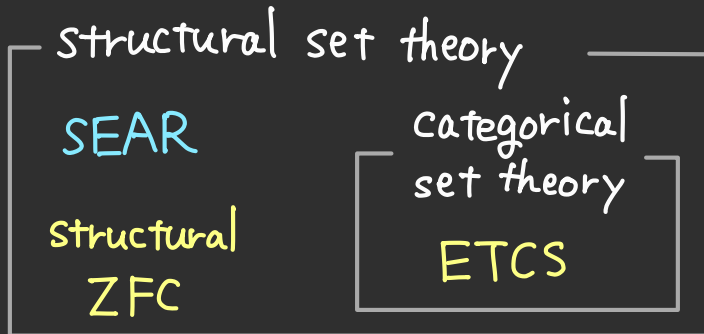 structural set theory
SEAR
categorical
set theory
structural
ZFC
ETCS